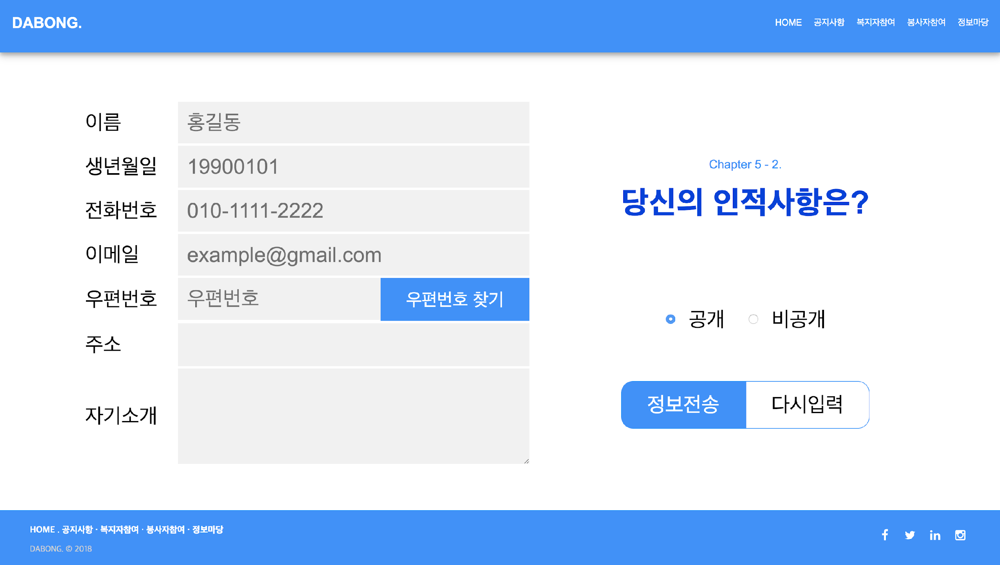 DABONG.
HOME 공지사항 복지자참여 봉사자참여 정보마당
이름 홍길동
생년월일 19900101
전화번호 010-1111-2222
이메일 example@gmail.com
우편번호 우편번호 우편번호 찾기
주소
자기소개
Chapter 5 - 2.
당신의 인적사항은?
공개 비공개
정보전송 다시입력
HOME . 공지사항 · 복지자참여 · 봉사자참여 · 정보마당
DABONG. © 2018